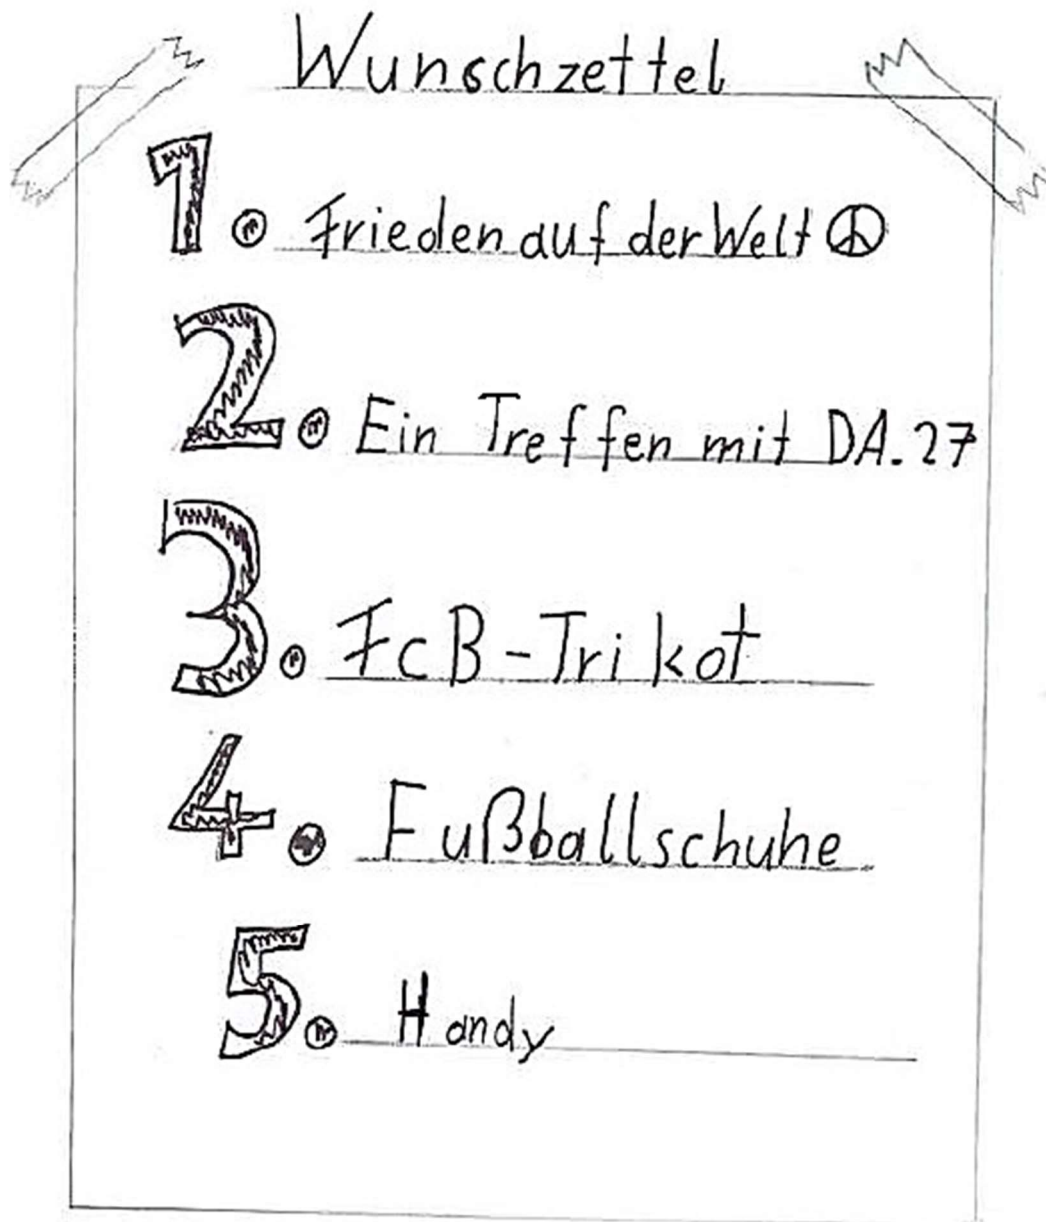 Wunschzettel
1. Frieden auf der Welt ☮
2. Ein Treffen mit DA.27
3. FcB-Trikot
4. Fußballschuhe
5. Handy